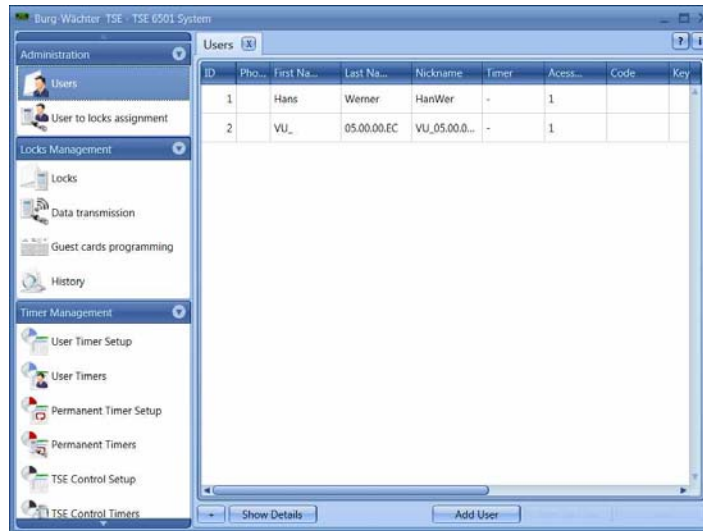 Burg-Wächter TSE - TSE 6501 System
Administration
Users
User to locks assignment
Locks Management
Locks
Data transmission
Guest cards programming
History
Timer Management
User Timer Setup
User Timers
Permanent Timer Setup
Permanent Timers
TSE Control Setup
TSE Control Timers
Users x ? i
ID Pho... First Na... Last Na... Nickname Timer Acess... Code Key
1 Hans Werner HanWer - 1
2 VU_ 05.00.00.EC VU_05.00.0... - 1
- Show Details Add User